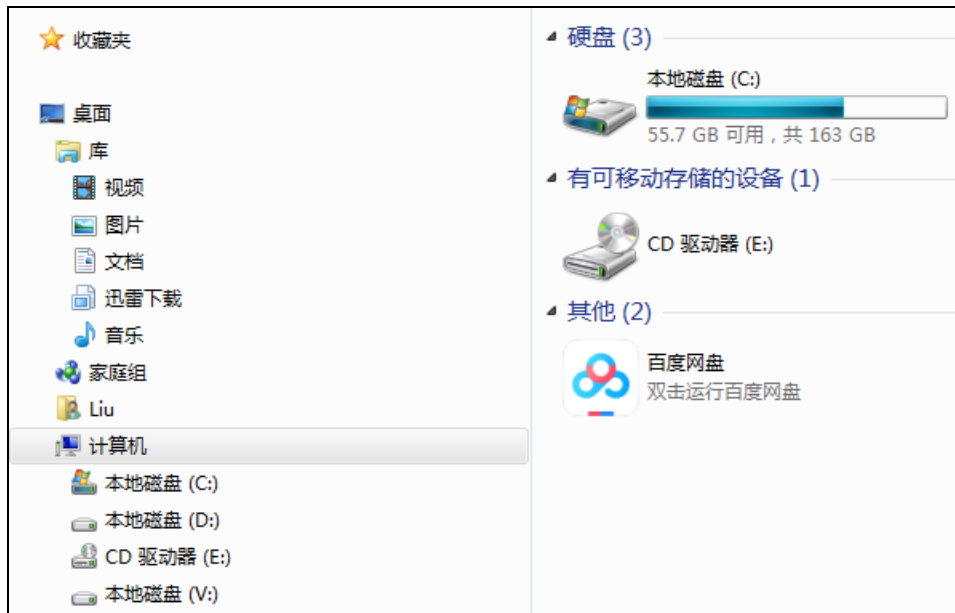 收藏夹
桌面
库
视频
图片
文档
迅雷下载
音乐
家庭组
Liu
计算机
本地磁盘 (C:)
本地磁盘 (D:)
CD 驱动器 (E:)
本地磁盘 (V:)
硬盘 (3)
本地磁盘 (C:)
55.7 GB 可用，共 163 GB
有可移动存储的设备 (1)
CD 驱动器 (E:)
其他 (2)
百度网盘
双击运行百度网盘